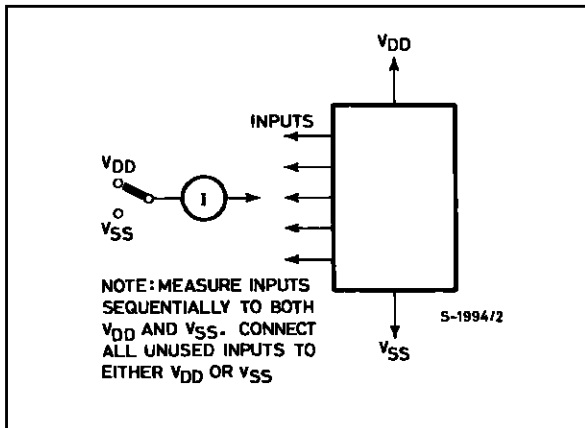 VDD
INPUTS
VDD
I
VSS
NOTE: MEASURE INPUTS
SEQUENTIALLY TO BOTH
VDD AND VSS. CONNECT
ALL UNUSED INPUTS TO
EITHER VDD OR VSS
S-1994/2
VSS